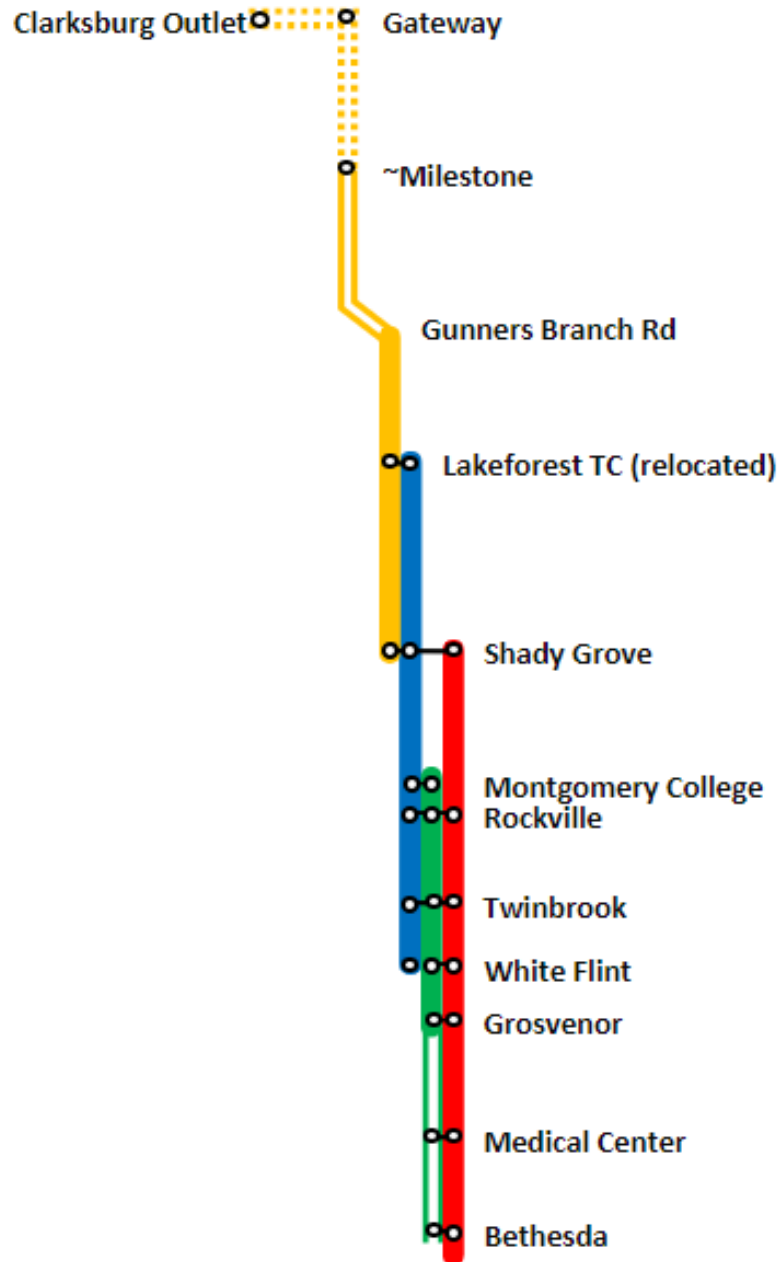 Clarksburg Outlet
Gateway
~Milestone
Gunners Branch Rd
Lakeforest TC (relocated)
Shady Grove
Montgomery College
Rockville
Twinbrook
White Flint
Grosvenor
Medical Center
Bethesda